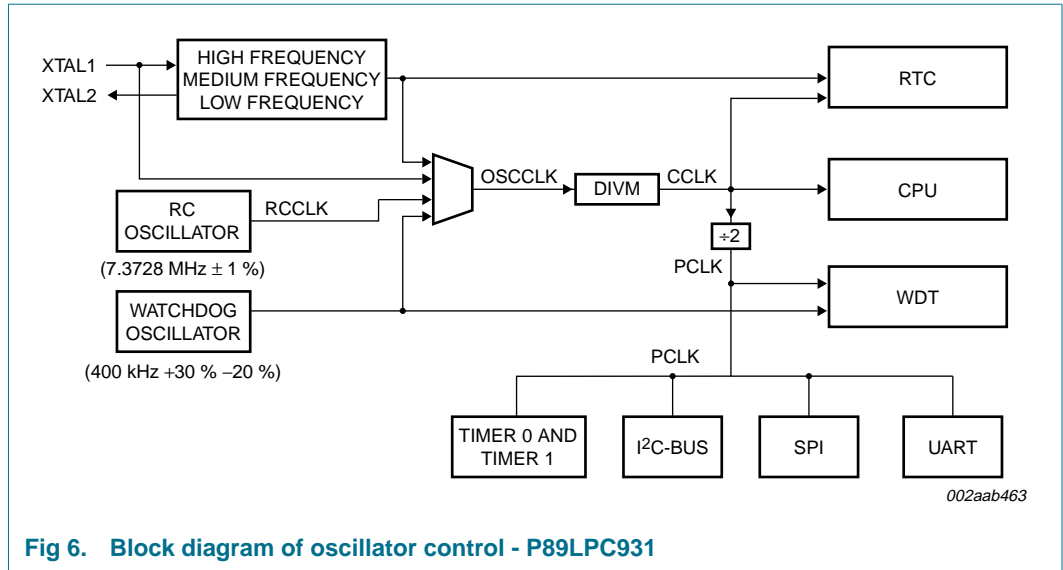 XTAL1
XTAL2
HIGH FREQUENCY
MEDIUM FREQUENCY
LOW FREQUENCY
RTC
OSCCLK
DIVM
CCLK
CPU
RC
OSCILLATOR
RCCLK
(7.3728 MHz ± 1 %)
÷2
PCLK
WDT
WATCHDOG
OSCILLATOR
(400 kHz +30 % −20 %)
PCLK
TIMER 0 AND
TIMER 1
I²C-BUS
SPI
UART
002aab463
Fig 6. Block diagram of oscillator control - P89LPC931